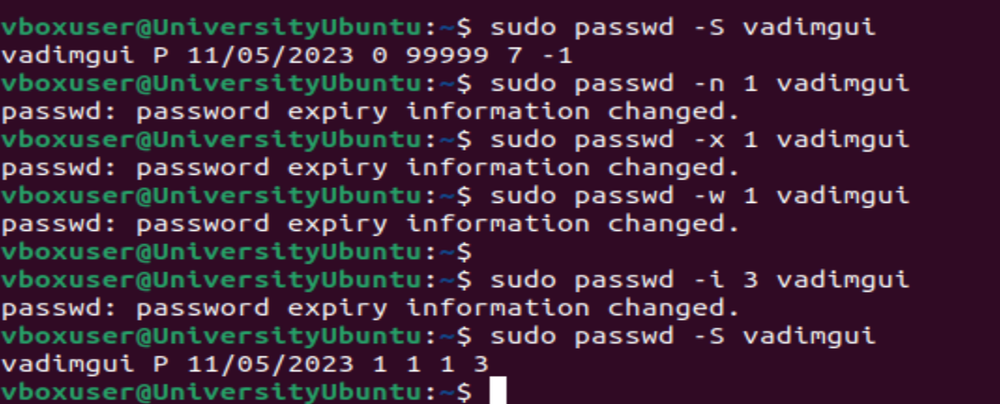 vboxuser@UniversityUbuntu:~$ sudo passwd -S vadimgui
vadimgui P 11/05/2023 0 99999 7 -1
vboxuser@UniversityUbuntu:~$ sudo passwd -n 1 vadimgui
passwd: password expiry information changed.
vboxuser@UniversityUbuntu:~$ sudo passwd -x 1 vadimgui
passwd: password expiry information changed.
vboxuser@UniversityUbuntu:~$ sudo passwd -w 1 vadimgui
passwd: password expiry information changed.
vboxuser@UniversityUbuntu:~$
vboxuser@UniversityUbuntu:~$ sudo passwd -i 3 vadimgui
passwd: password expiry information changed.
vboxuser@UniversityUbuntu:~$ sudo passwd -S vadimgui
vadimgui P 11/05/2023 1 1 1 3
vboxuser@UniversityUbuntu:~$